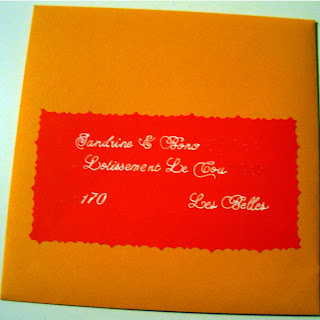 Sandrine & Bono
Lotissement Le Cou
170 Les Belles